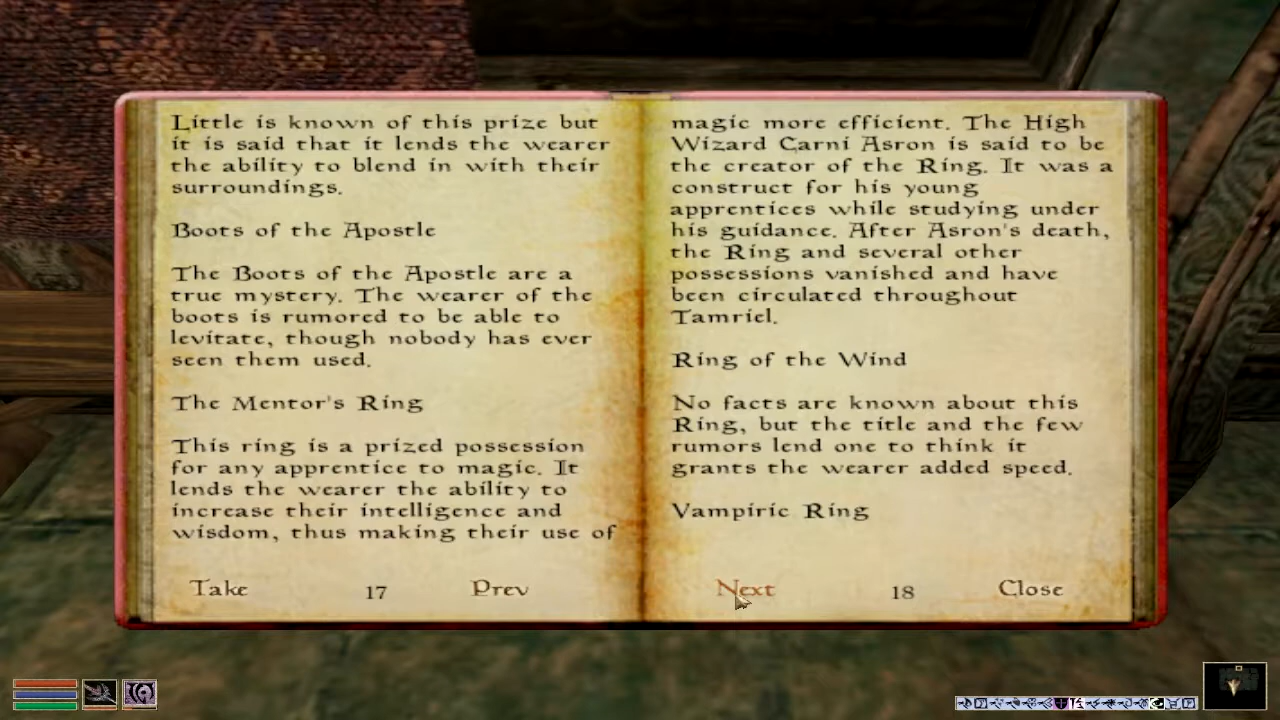 Little is known of this prize but
it is said that it lends the wearer
the ability to blend in with their
surroundings.
Boots of the Apostle
The Boots of the Apostle are a
true mystery. The wearer of the
boots is rumored to be able to
levitate, though nobody has ever
seen them used.
The Mentor's Ring
This ring is a prized possession
for any apprentice to magic. It
lends the wearer the ability to
increase their intelligence and
wisdom, thus making their use of
magic more efficient. The High
Wizard Carni Asron is said to be
the creator of the Ring. It was a
construct for his young
apprentices while studying under
his guidance. After Asron's death,
the Ring and several other
possessions vanished and have
been circulated throughout
Tamriel.
Ring of the Wind
No facts are known about this
Ring, but the title and the few
rumors lend one to think it
grants the wearer added speed.
Vampiric Ring
Take 17 Prev Next 18 Close